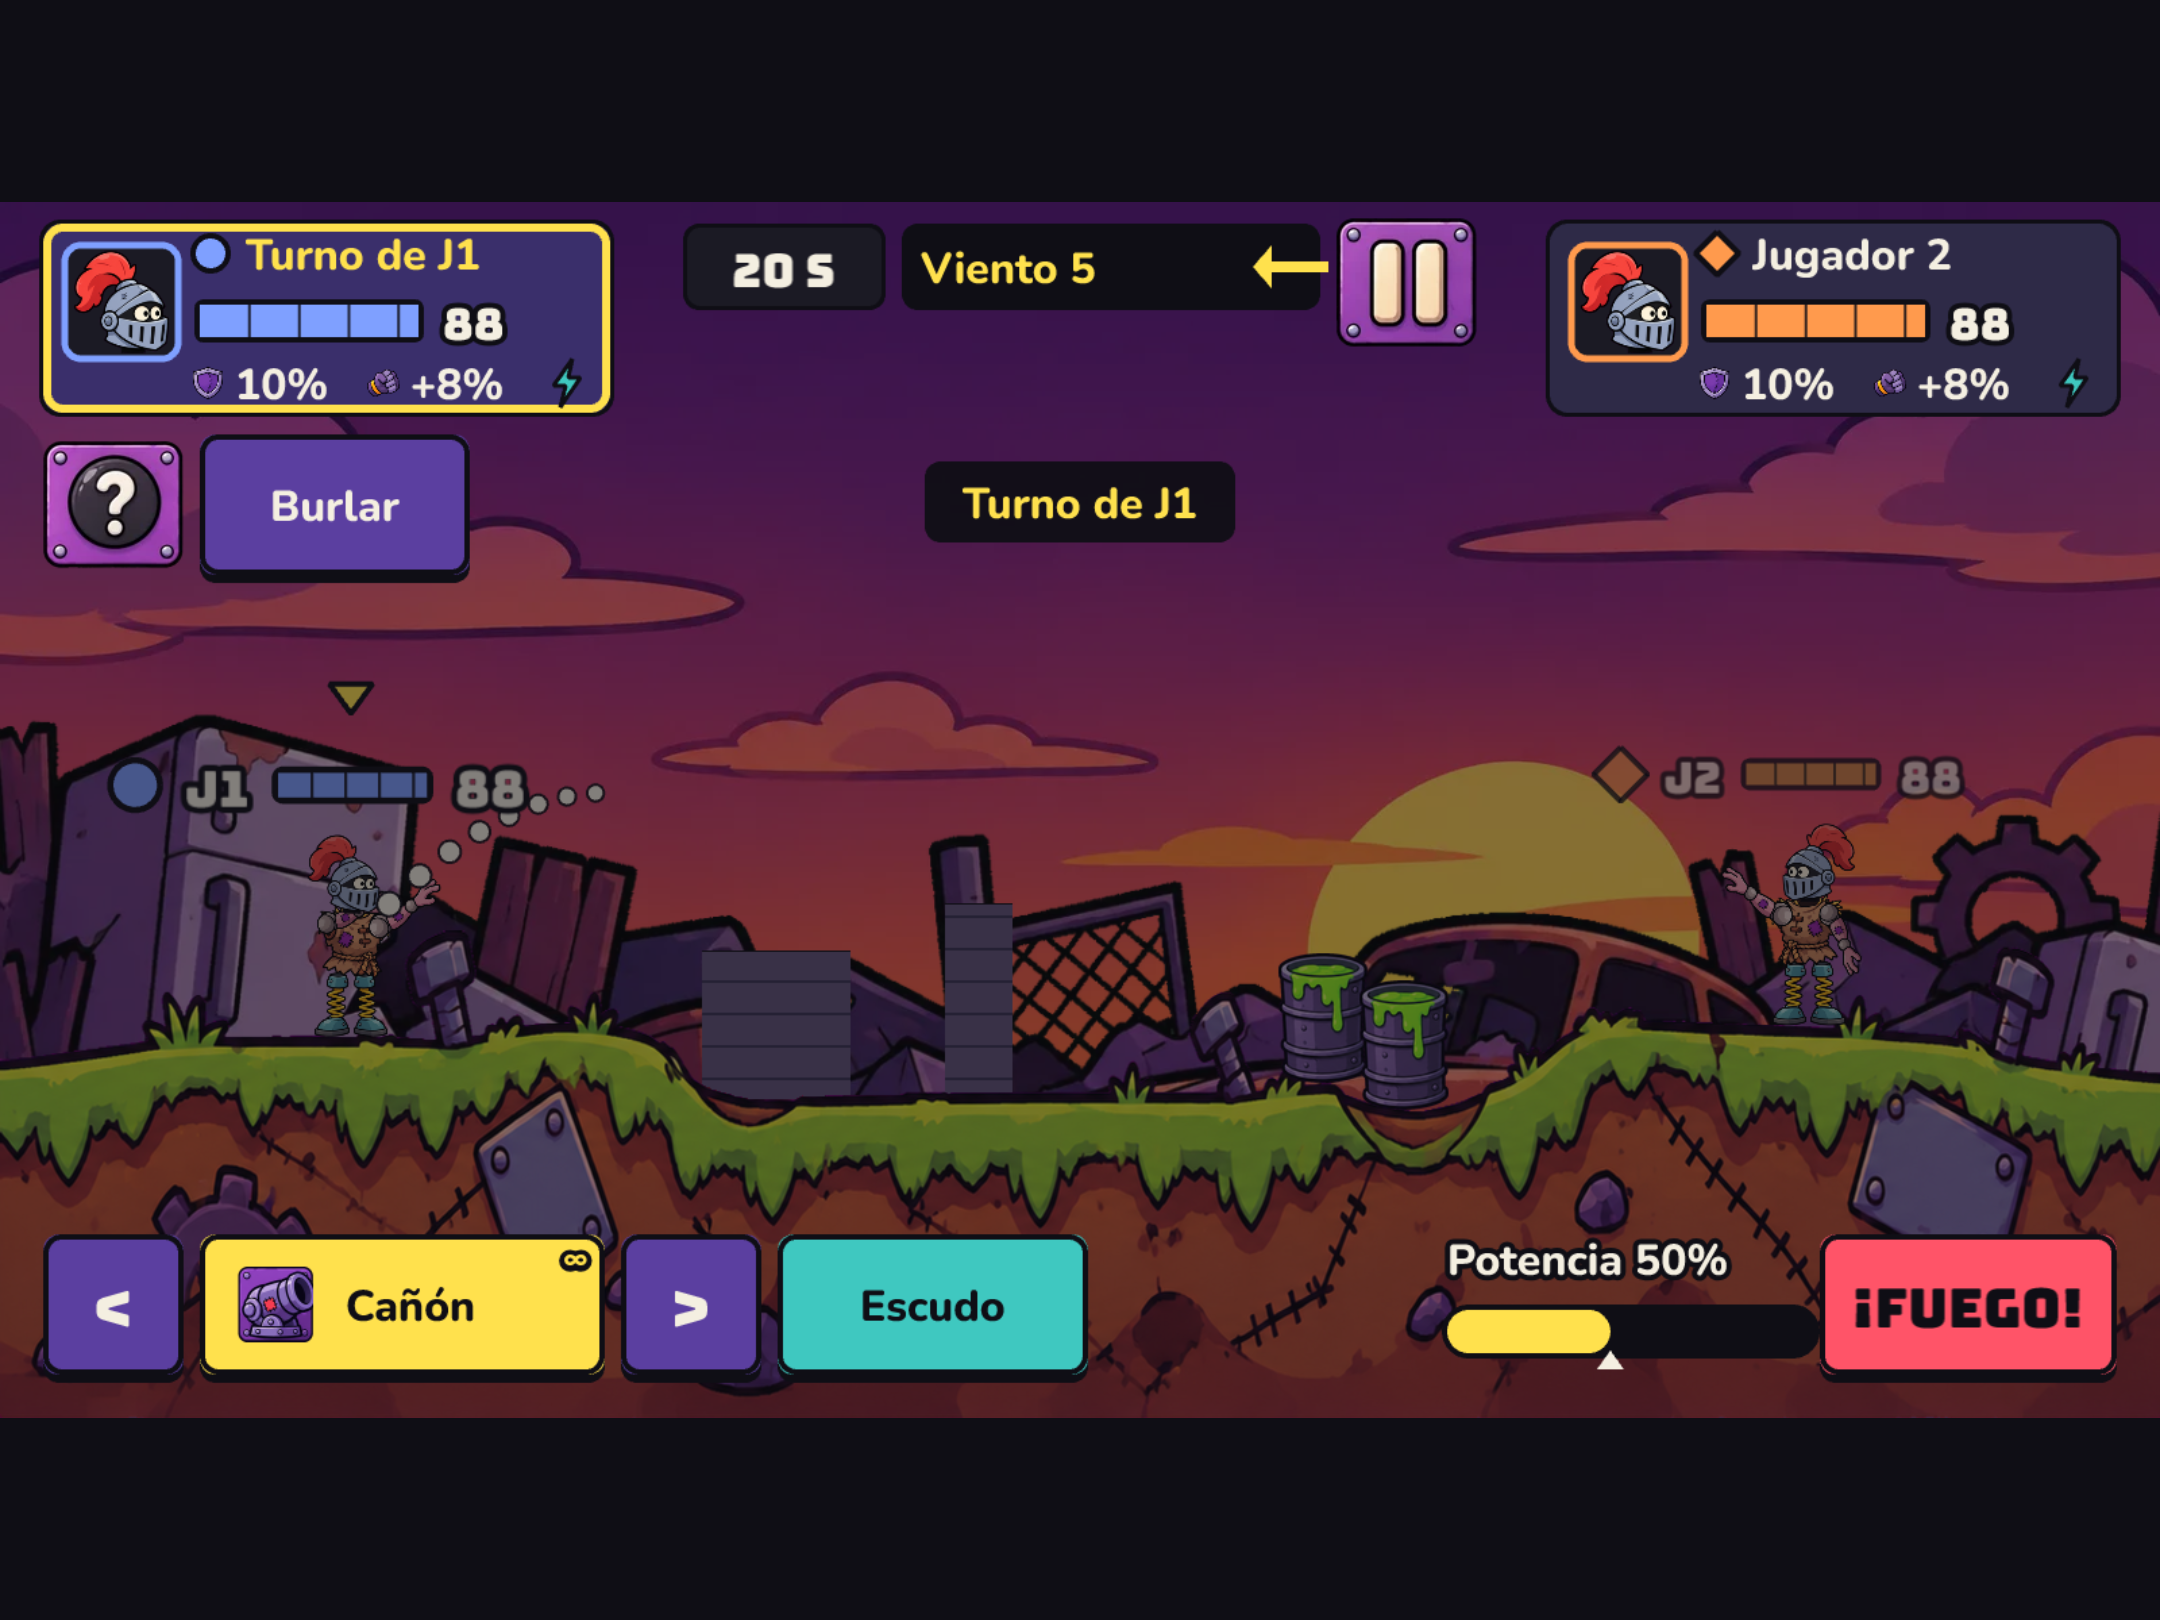 Turno de J1
88
10% +8%
20 S
Viento 5
Jugador 2
88
10% +8%
?
Burlar
Turno de J1
J1 88
J2 88
<
Cañón ∞
>
Escudo
Potencia 50%
¡FUEGO!